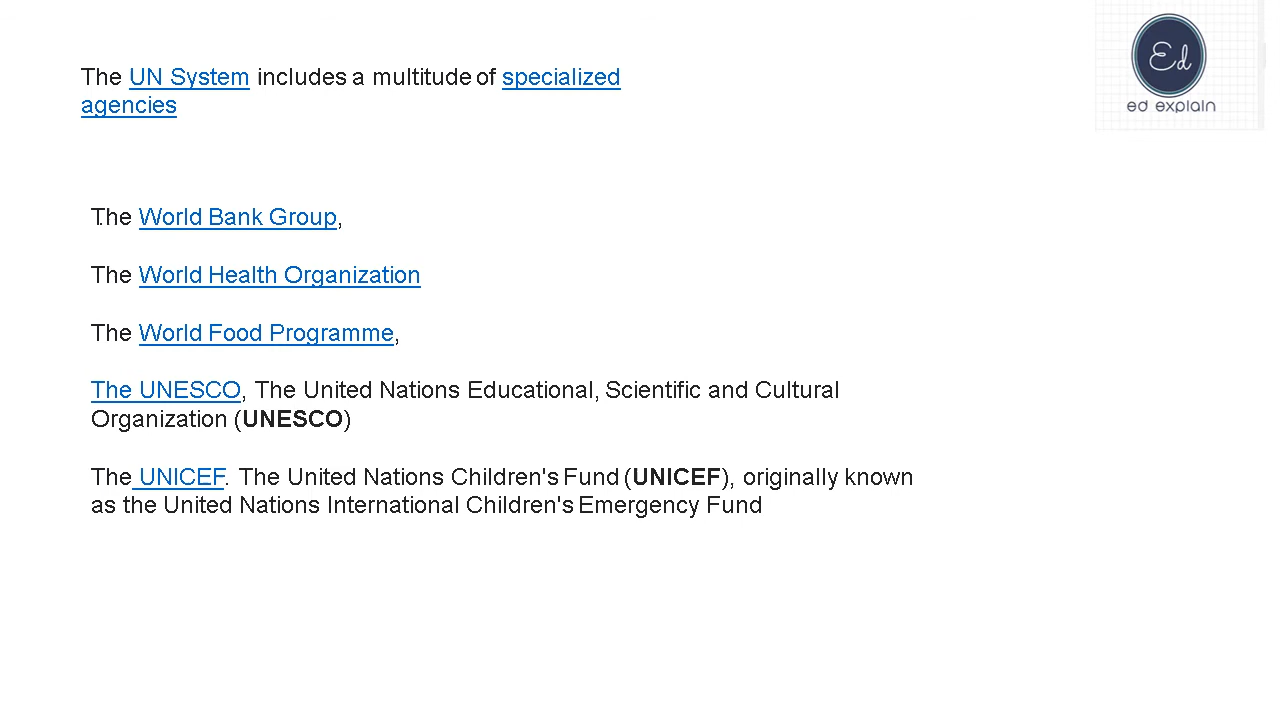 The UN System includes a multitude of specialized
agencies
Ed
ed explain
The World Bank Group,
The World Health Organization
The World Food Programme,
The UNESCO, The United Nations Educational, Scientific and Cultural
Organization (UNESCO)
The UNICEF. The United Nations Children's Fund (UNICEF), originally known
as the United Nations International Children's Emergency Fund